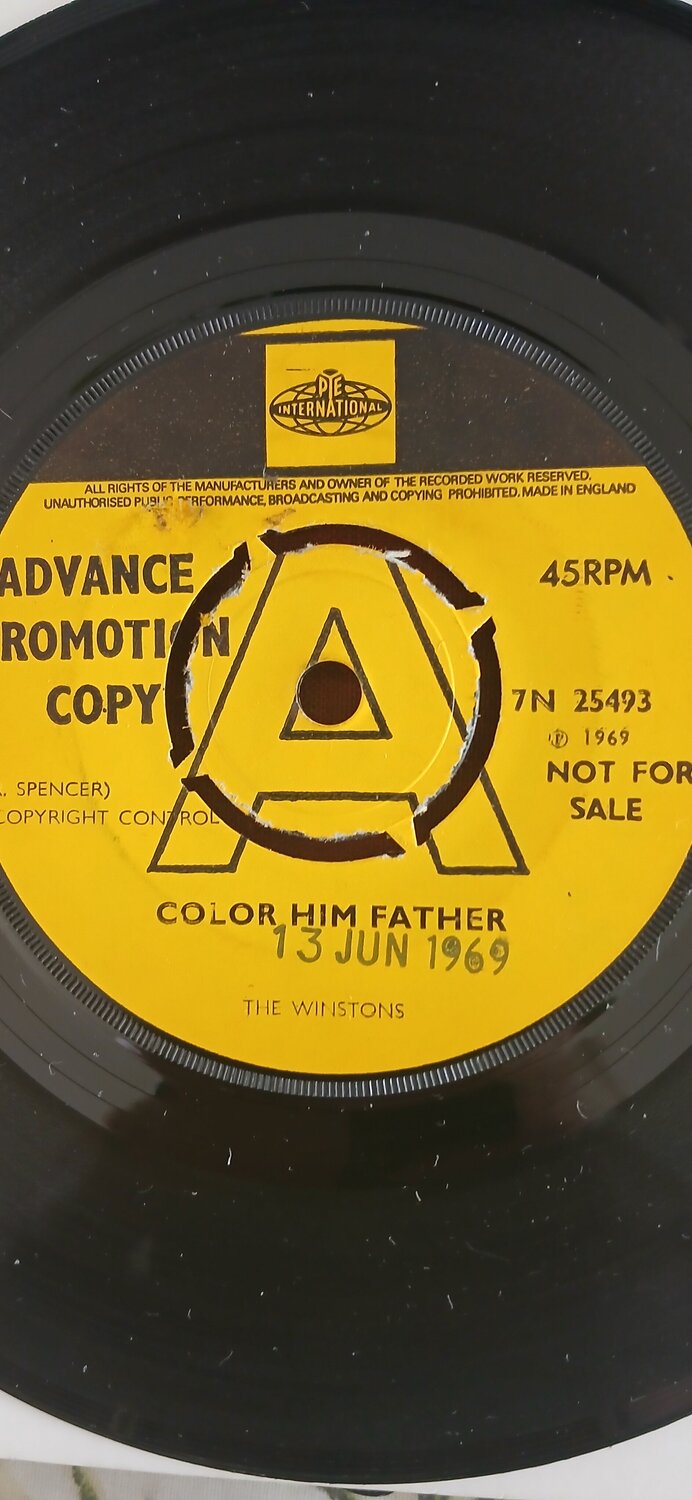 PYE
INTERNATIONAL
ALL RIGHTS OF THE MANUFACTURERS AND OWNER OF THE RECORDED WORK RESERVED.
UNAUTHORISED PUBLIC PERFORMANCE, BROADCASTING AND COPYING PROHIBITED. MADE IN ENGLAND
ADVANCE
ROMOTION
COPY
A
45RPM
7N 25493
℗ 1969
NOT FOR
SALE
. SPENCER)
COPYRIGHT CONTROL
COLOR HIM FATHER
13 JUN 1969
THE WINSTONS